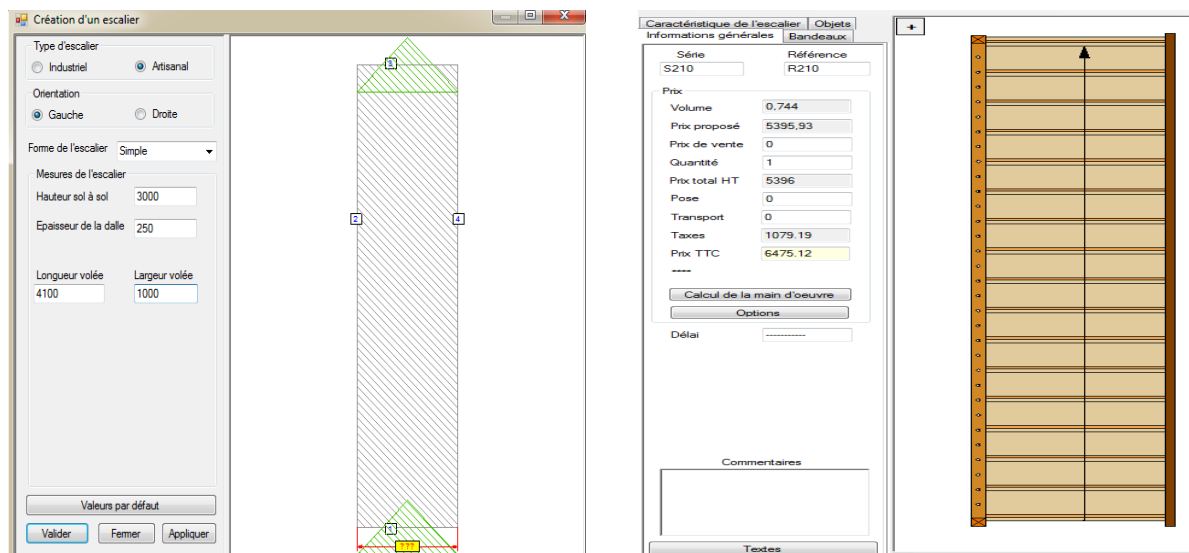 Création d'un escalier
Type d'escalier
Industriel
Artisanal
Orientation
Gauche
Droite
Forme de l'escalier
Simple
Mesures de l'escalier
Hauteur sol à sol
3000
Epaisseur de la dalle
250
Longueur volée
Largeur volée
4100
1000
Valeurs par défaut
Valider
Fermer
Appliquer
3
2
4
1
???
Caractéristique de l'escalier
Objets
Informations générales
Bandeaux
Série
Référence
S210
R210
Prix
Volume
0,744
Prix proposé
5395,93
Prix de vente
0
Quantité
1
Prix total HT
5396
Pose
0
Transport
0
Taxes
1079.19
Prix TTC
6475.12
----
Calcul de la main d'oeuvre
Options
Délai
-----------
Commentaires
Textes
+